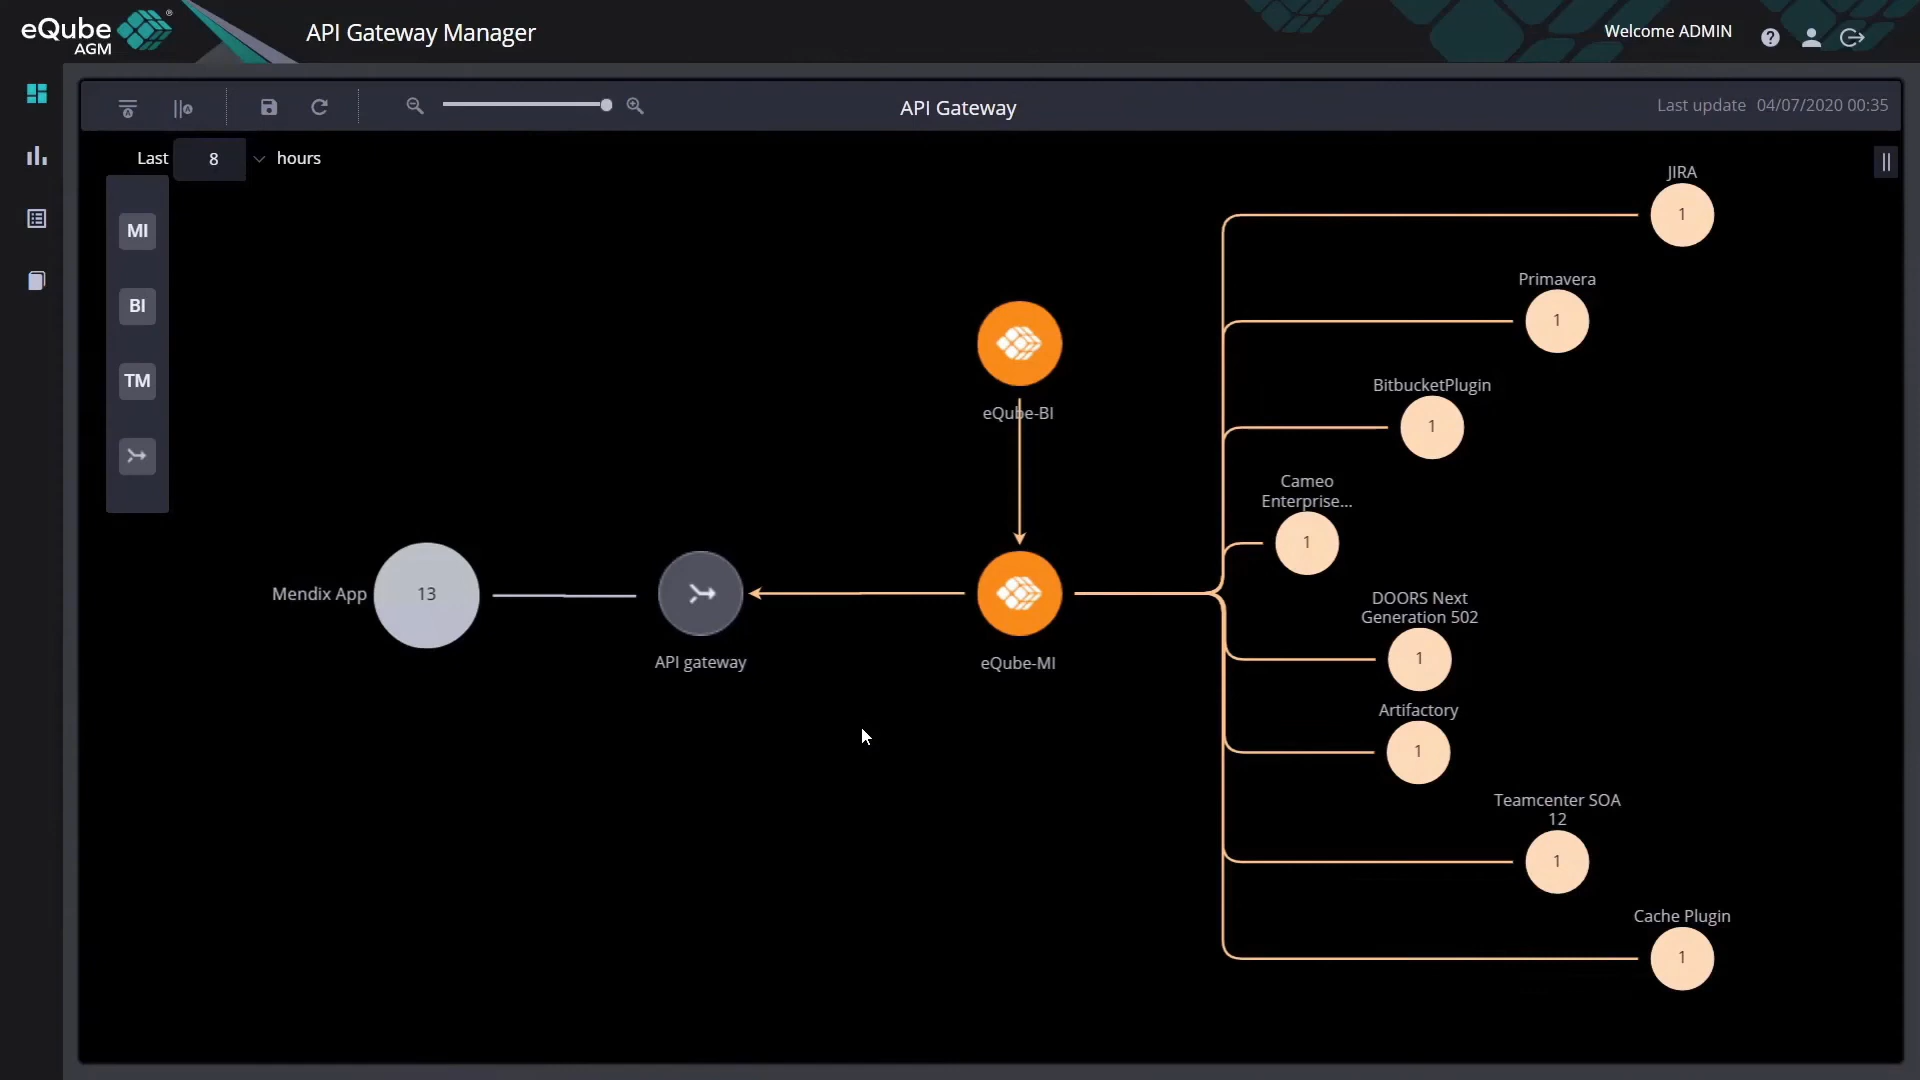 eQube
®
AGM
API Gateway Manager
Welcome ADMIN
API Gateway
Last update 04/07/2020 00:35
Last 8 hours
MI
BI
TM
JIRA
1
Primavera
1
BitbucketPlugin
1
eQube-BI
Cameo
Enterprise...
1
Mendix App 13
API gateway
eQube-MI
DOORS Next
Generation 502
1
Artifactory
1
Teamcenter SOA
12
1
Cache Plugin
1